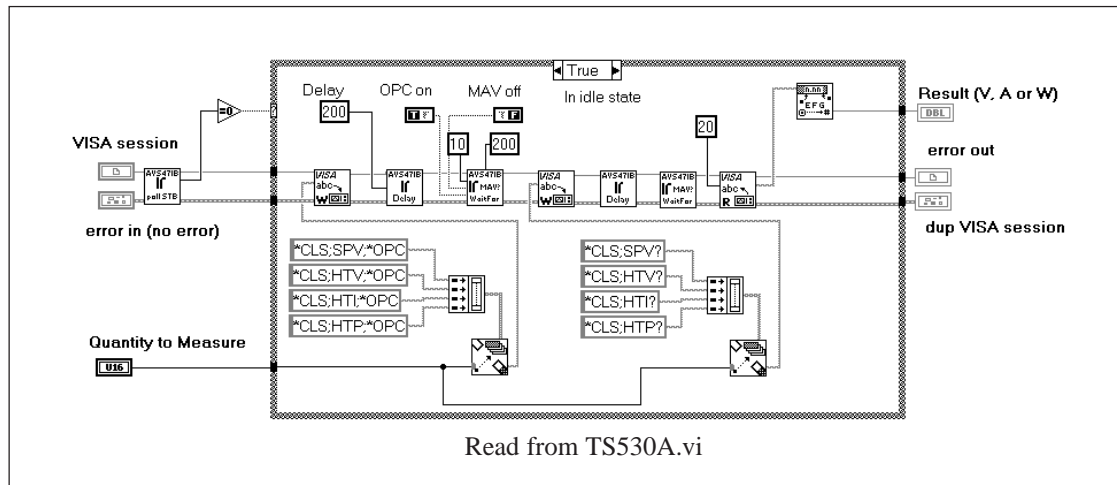 True
Delay
OPC on
MAV off
In idle state
200
T
F
n.nn
EFG
Result (V, A or W)
DBL
=0
10
200
20
VISA session
error out
AVS47IB
poll STB
VISA
abc
W
AVS47IB
Delay
AVS47IB
MAV?
WaitFor
VISA
abc
W
AVS47IB
Delay
AVS47IB
MAV?
WaitFor
VISA
abc
R
error in (no error)
dup VISA session
*CLS;SPV;*OPC
*CLS;HTV;*OPC
*CLS;HTI;*OPC
*CLS;HTP;*OPC
*CLS;SPV?
*CLS;HTV?
*CLS;HTI?
*CLS;HTP?
Quantity to Measure
U16
Read from TS530A.vi